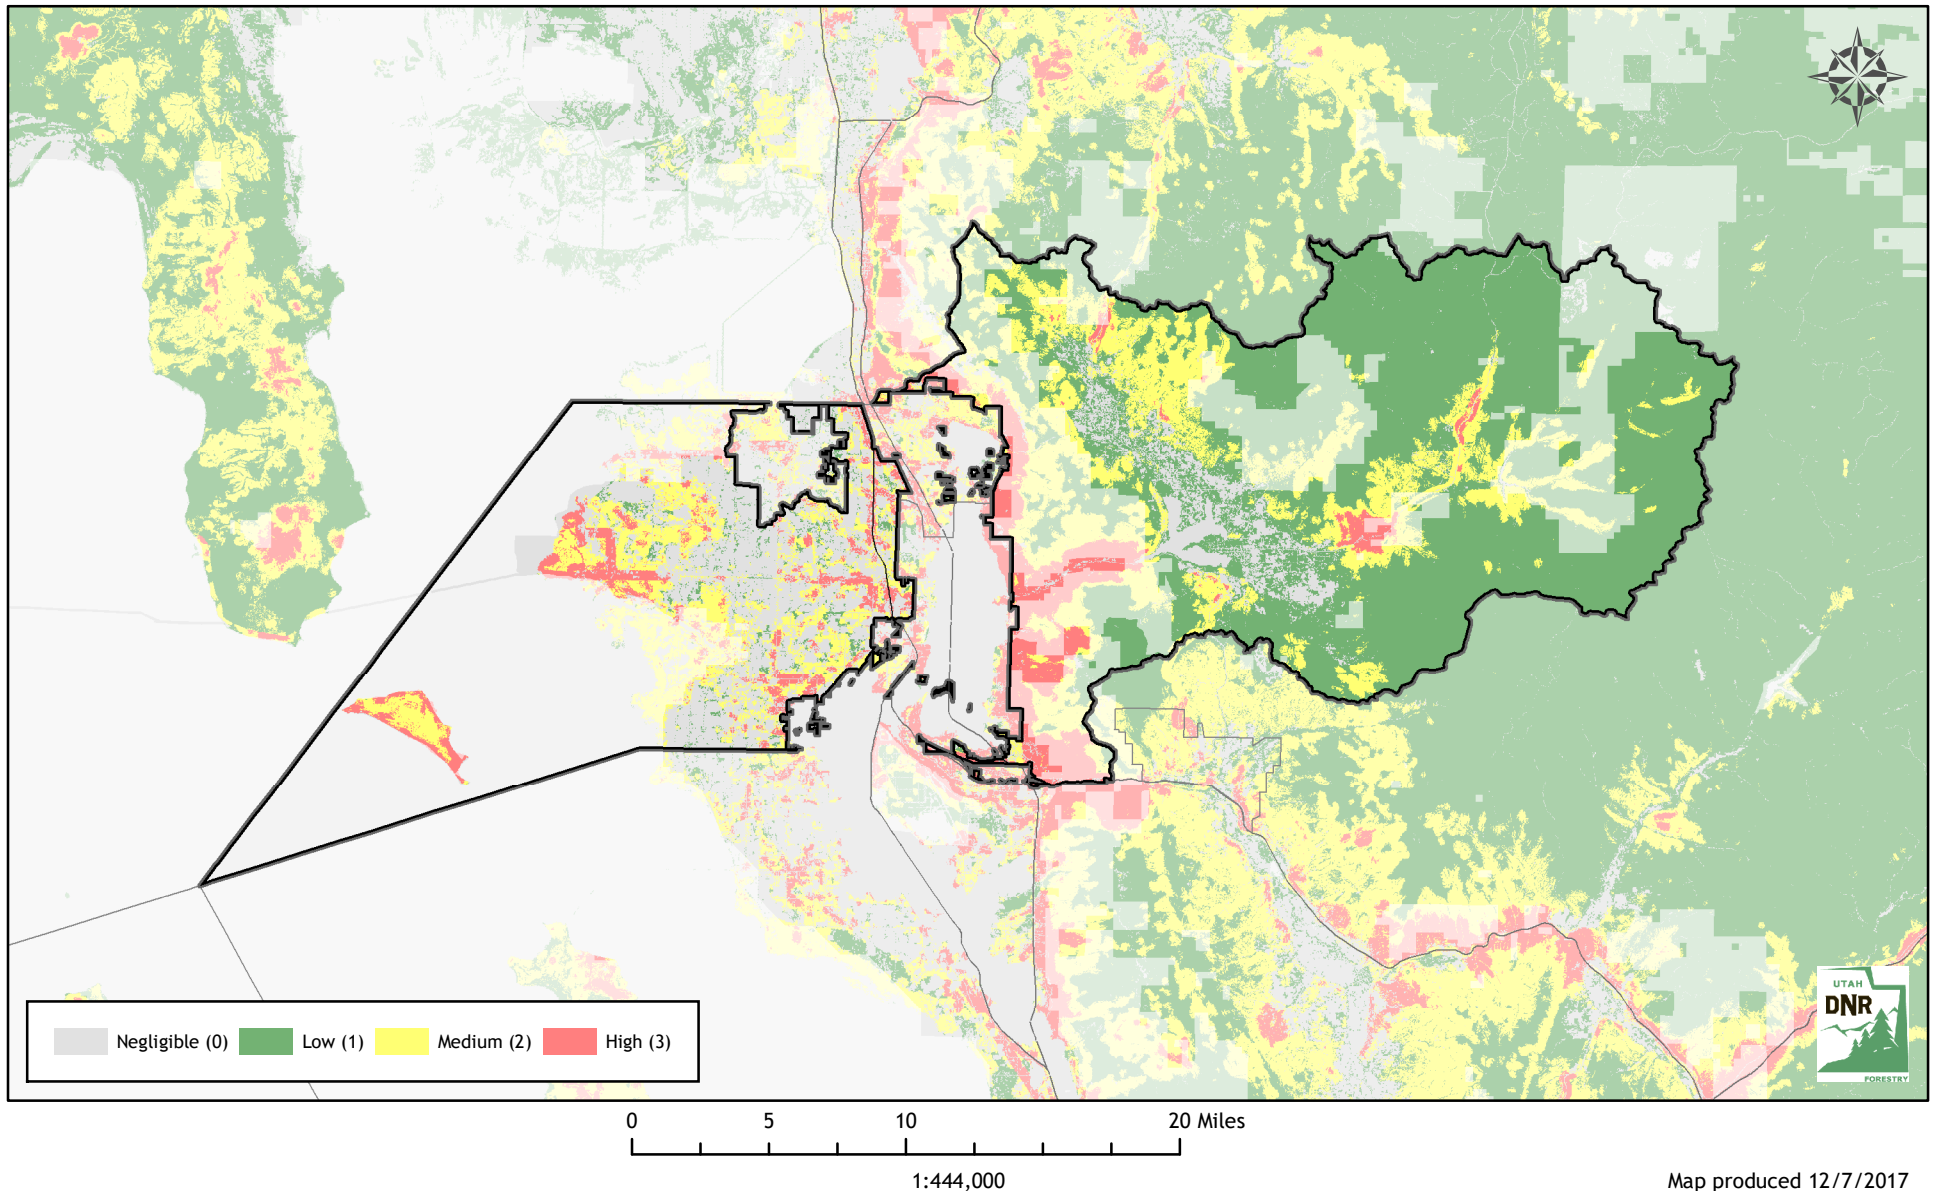 UTAH
DNR
FORESTRY
Negligible (0) Low (1) Medium (2) High (3)
0 5 10 20 Miles
1:444,000
Map produced 12/7/2017